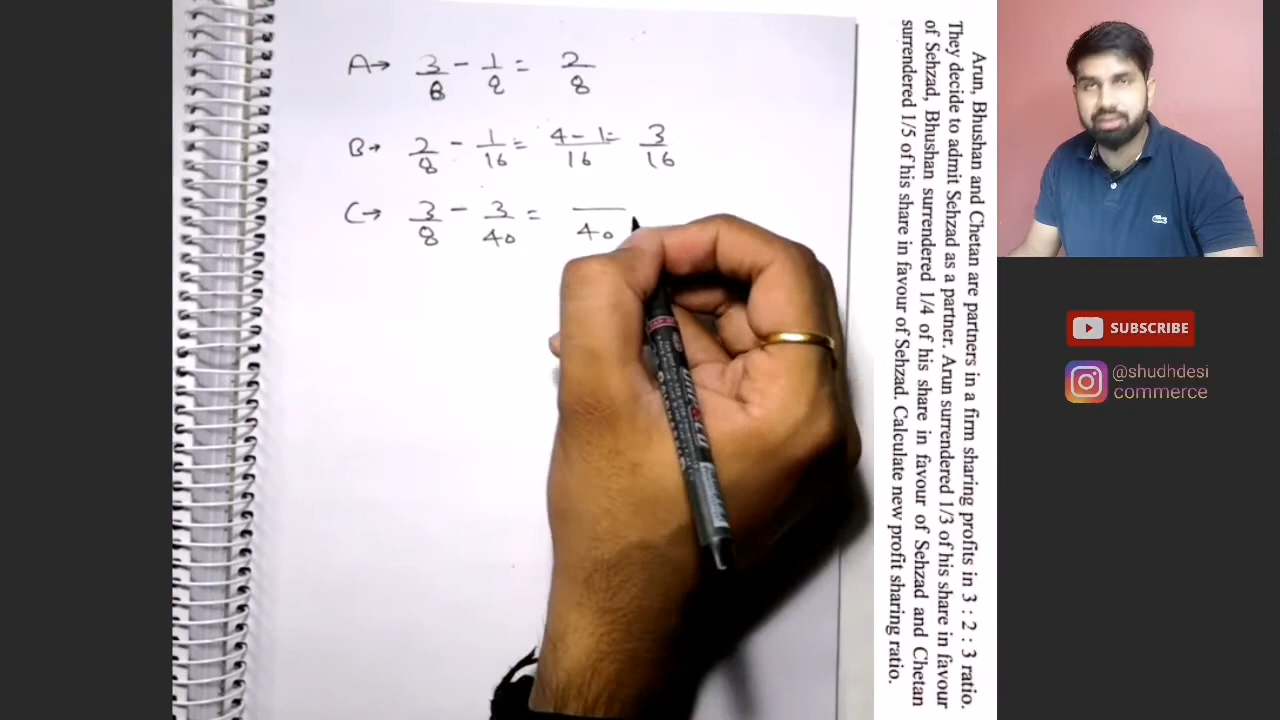 A→ 3/8 - 1/8 = 2/8
B→ 2/8 - 1/16 = 4-1/16 = 3/16
C→ 3/8 - 3/40 = /40
Arun, Bhushan and Chetan are partners in a firm sharing profits in 3 : 2 : 3 ratio.
They decide to admit Sehzad as a partner. Arun surrendered 1/3 of his share in favour
of Sehzad, Bhushan surrendered 1/4 of his share in favour of Sehzad and Chetan
surrendered 1/5 of his share in favour of Sehzad. Calculate new profit sharing ratio.
SUBSCRIBE
@shudhdesi
commerce